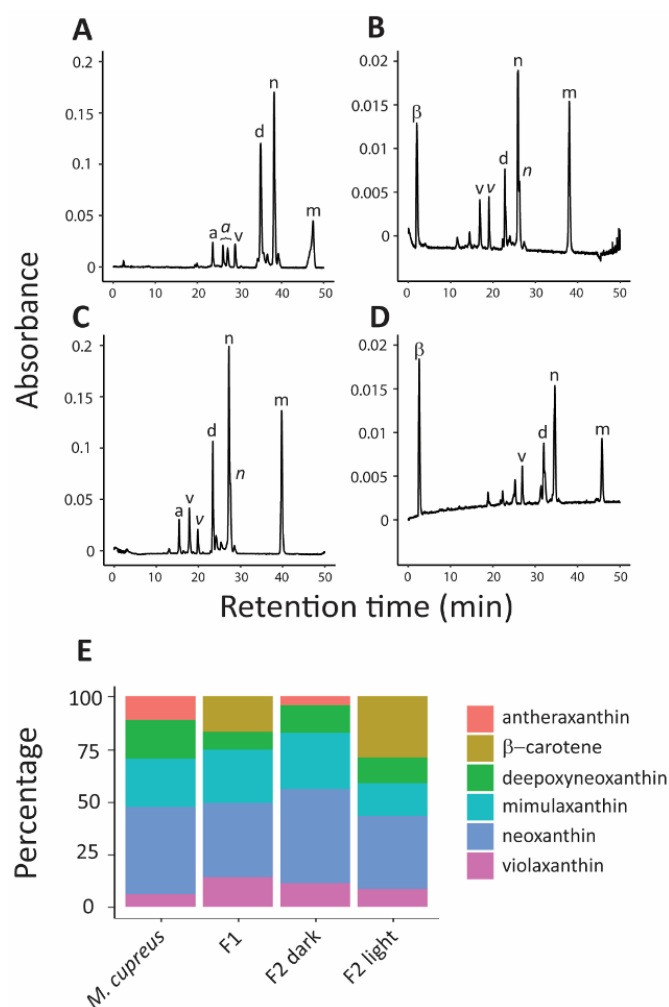 A
B
Absorbance
0.2
0.15
0.1
0.05
0
a
a
v
d
n
m
0 10 20 30 40 50
0.02
0.015
0.01
0.005
0
β
v
v
d
n
n
m
0 10 20 30 40 50
C
D
0.2
0.15
0.1
0.05
0
a
v
v
d
n
n
m
0 10 20 30 40 50
0.02
0.015
0.01
0.005
0
β
v
d
n
m
0 10 20 30 40 50
Retention time (min)
E
Percentage
100
75
50
25
0
M. cupreus
F1
F2 dark
F2 light
antheraxanthin
β–carotene
deepoxyneoxanthin
mimulaxanthin
neoxanthin
violaxanthin